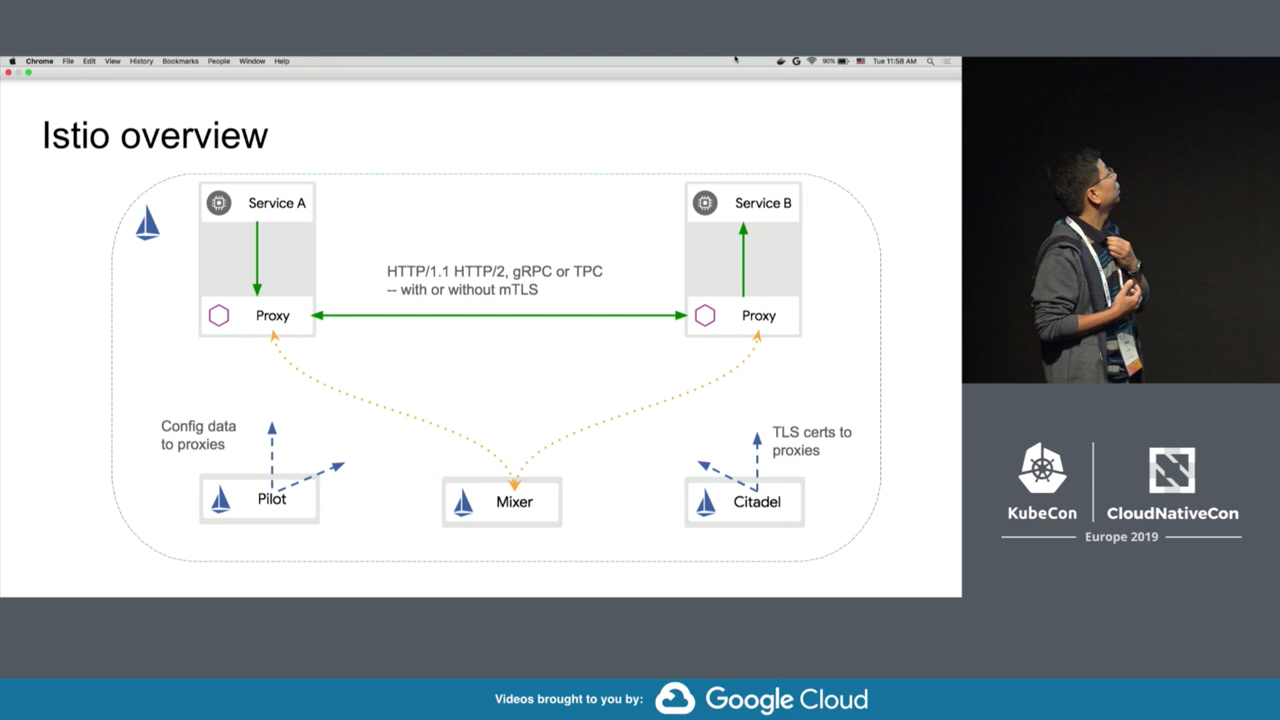 Chrome File Edit View History Bookmarks People Window Help
90% Tue 11:58 AM
Istio overview
Service A
Service B
HTTP/1.1 HTTP/2, gRPC or TPC
-- with or without mTLS
Proxy
Proxy
Config data
to proxies
TLS certs to
proxies
Pilot
Mixer
Citadel
KubeCon
CloudNativeCon
Europe 2019
Videos brought to you by:
Google Cloud